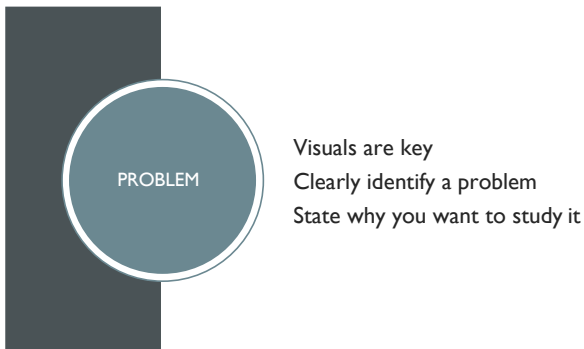 PROBLEM
Visuals are key
Clearly identify a problem
State why you want to study it